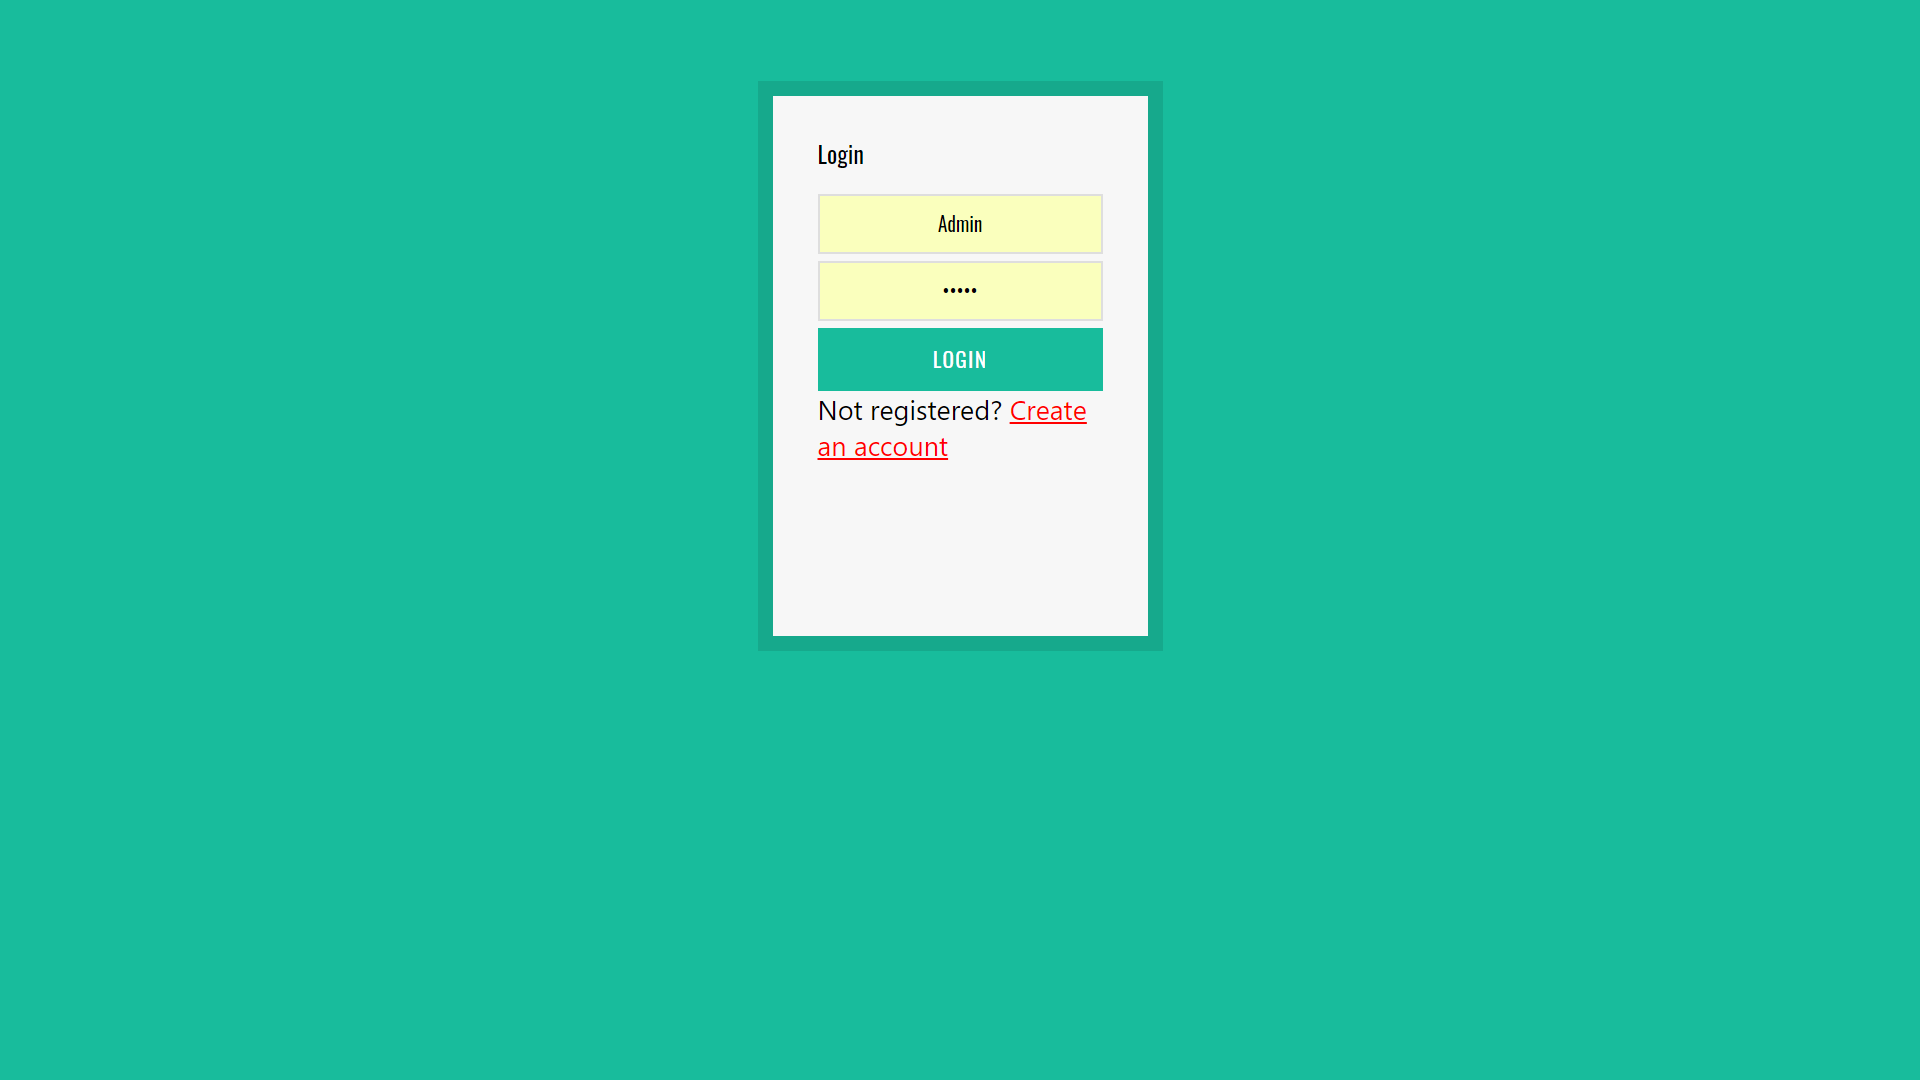 Login
Admin
•••••
LOGIN
Not registered? Create
an account